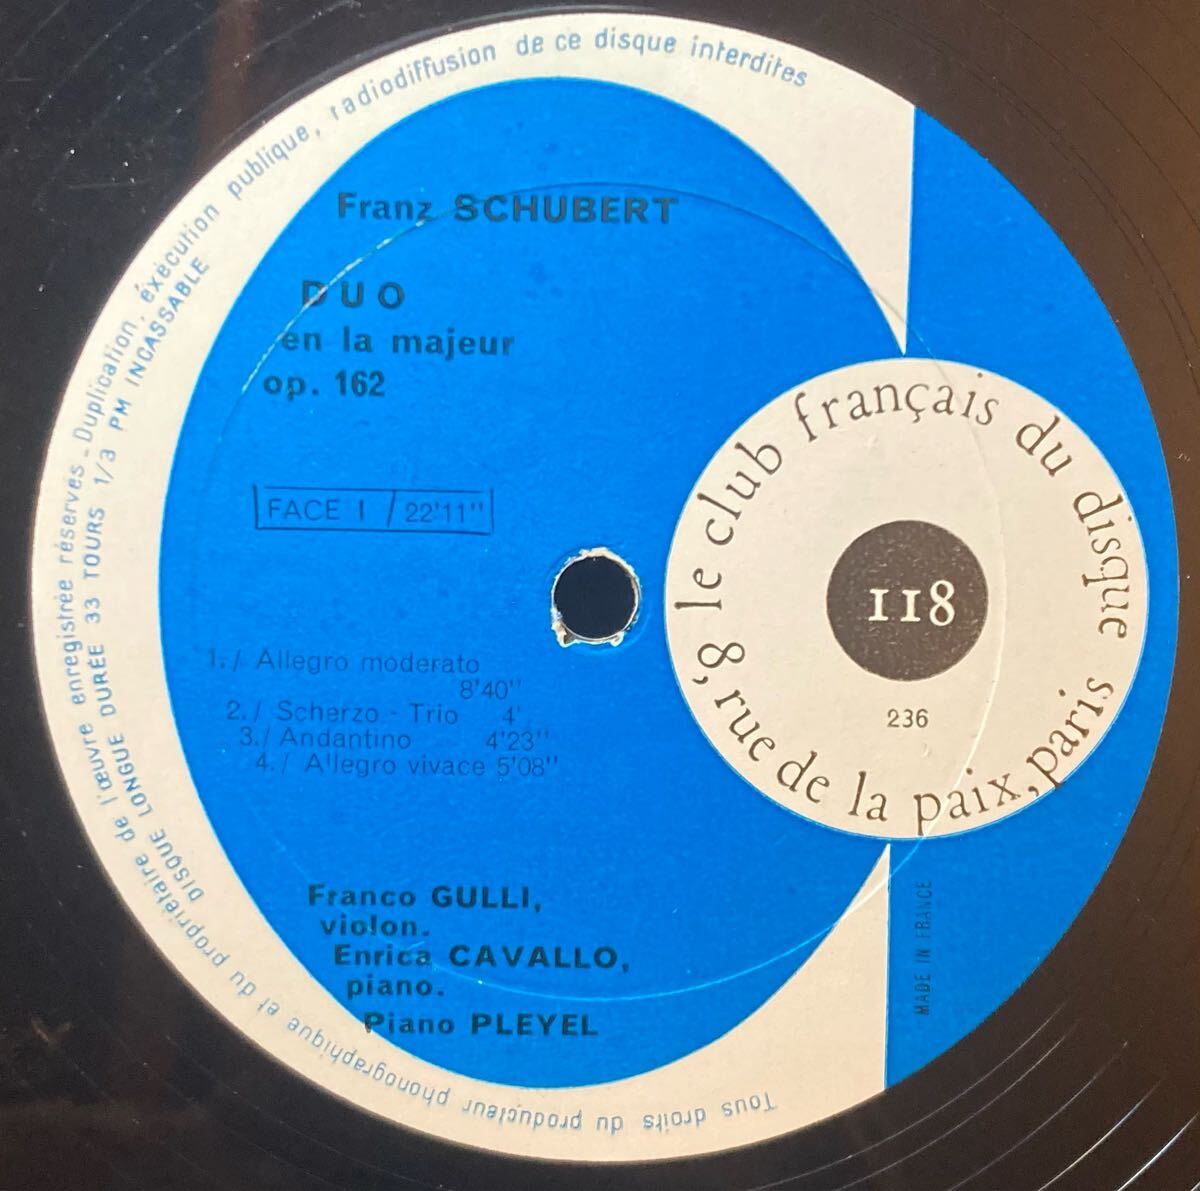 Franz SCHUBERT
DUO
en la majeur
op. 162
FACE I / 22'11"
1./ Allegro moderato
8'40"
2./ Scherzo - Trio 4'
3./ Andantino 4'23"
4./ Allegro vivace 5'08"
Franco GULLI,
violon.
Enrica CAVALLO,
piano.
Piano PLEYEL
le club français du disque
8, rue de la paix, paris
118
236
MADE IN FRANCE
Tous droits du producteur phonographique et du propriétaire de l'œuvre enregistrée réservés - Duplication, éxécution publique, radiodiffusion de ce disque interdites
DISQUE LONGUE DURÉE 33 TOURS 1/3 PM INCASSABLE